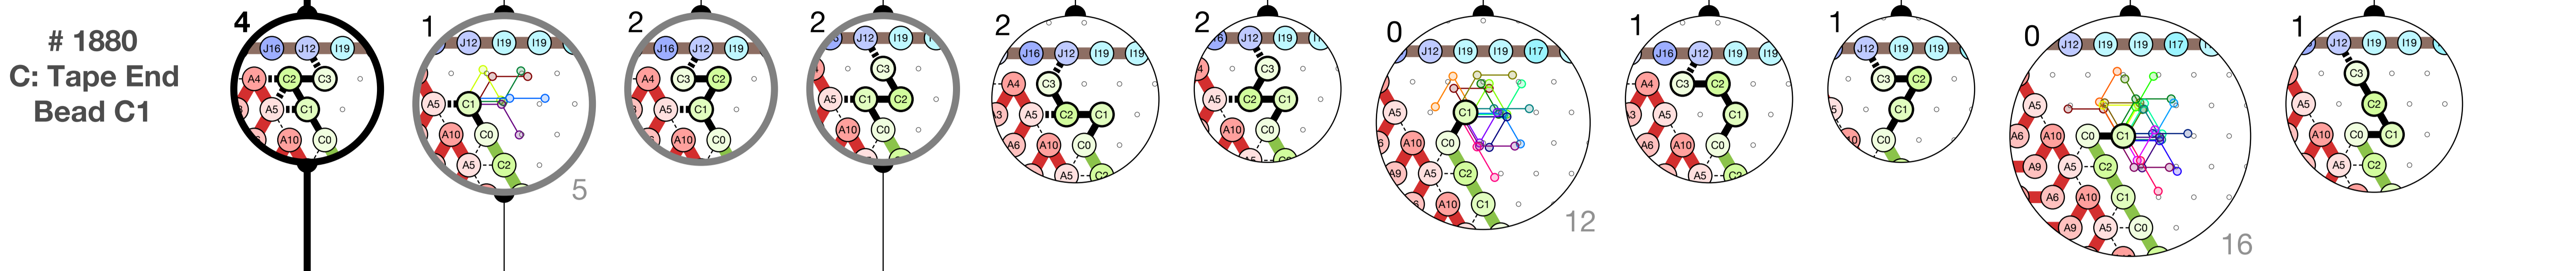 # 1880
C: Tape End
Bead C1
4
J16 J12 I19
A4 C2 C3
A5 C1
A10 C0
1
J12 I19 I19
A5 C1
A10 C0
A5 C2
5
2
J16 J12 I19
A4 C3 C2
A5 C1
A10 C0
2
J12 I19
C3
A5 C1 C2
A10 C0
2
J16 J12 I19 I19
A4 C3
A5 C2 C1
A6 A10 C0
A5 C2
2
J12 I19
C3
A5 C2 C1
A10 C0
0
J12 I19 I19 I17
A5 C1
A10 C0
A9 A5 C2
A10 C1
12
1
J16 J12 I19 I19
A4 C3 C2
A5 C1
A6 A10 C0
A5 C2
1
J12 I19 I19
C3 C2
C1
A10 C0
0
J12 I19 I19 I17
A5
A6 A10 C0 C1
A9 A5 C2
A6 A10 C1
A9 A5 C0
16
1
J12 I19 I19
C3
A5 C2
A10 C0 C1
A5 C2